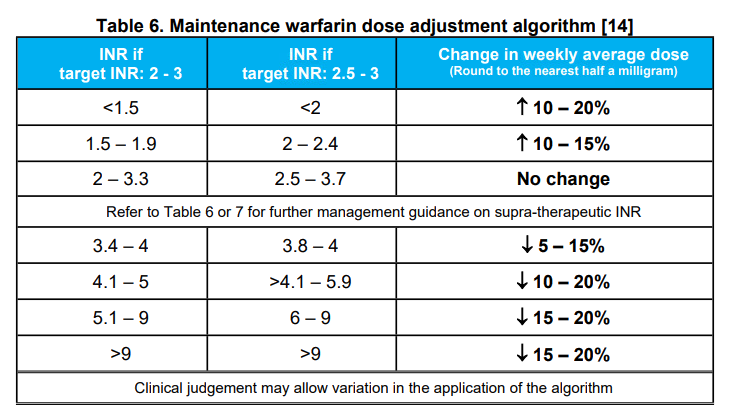 Table 6. Maintenance warfarin dose adjustment algorithm [14]
INR if
target INR: 2 - 3
INR if
target INR: 2.5 - 3
Change in weekly average dose
(Round to the nearest half a milligram)
<1.5
<2
↑ 10 – 20%
1.5 – 1.9
2 – 2.4
↑ 10 – 15%
2 – 3.3
2.5 – 3.7
No change
Refer to Table 6 or 7 for further management guidance on supra-therapeutic INR
3.4 – 4
3.8 – 4
↓ 5 – 15%
4.1 – 5
>4.1 – 5.9
↓ 10 – 20%
5.1 – 9
6 – 9
↓ 15 – 20%
>9
>9
↓ 15 – 20%
Clinical judgement may allow variation in the application of the algorithm